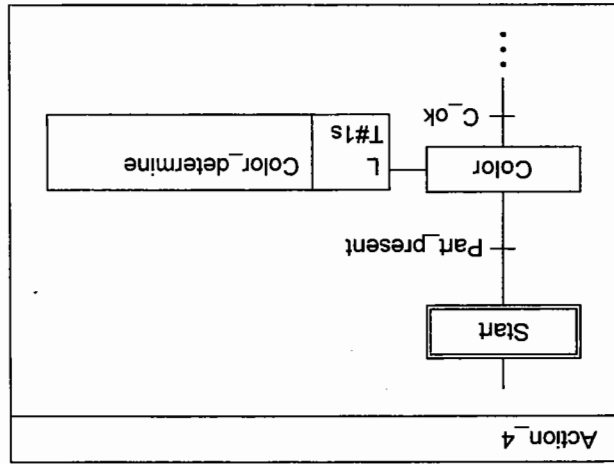 Action_4
Start
Part_present
Color
L
T#1s
Color_determine
C_ok